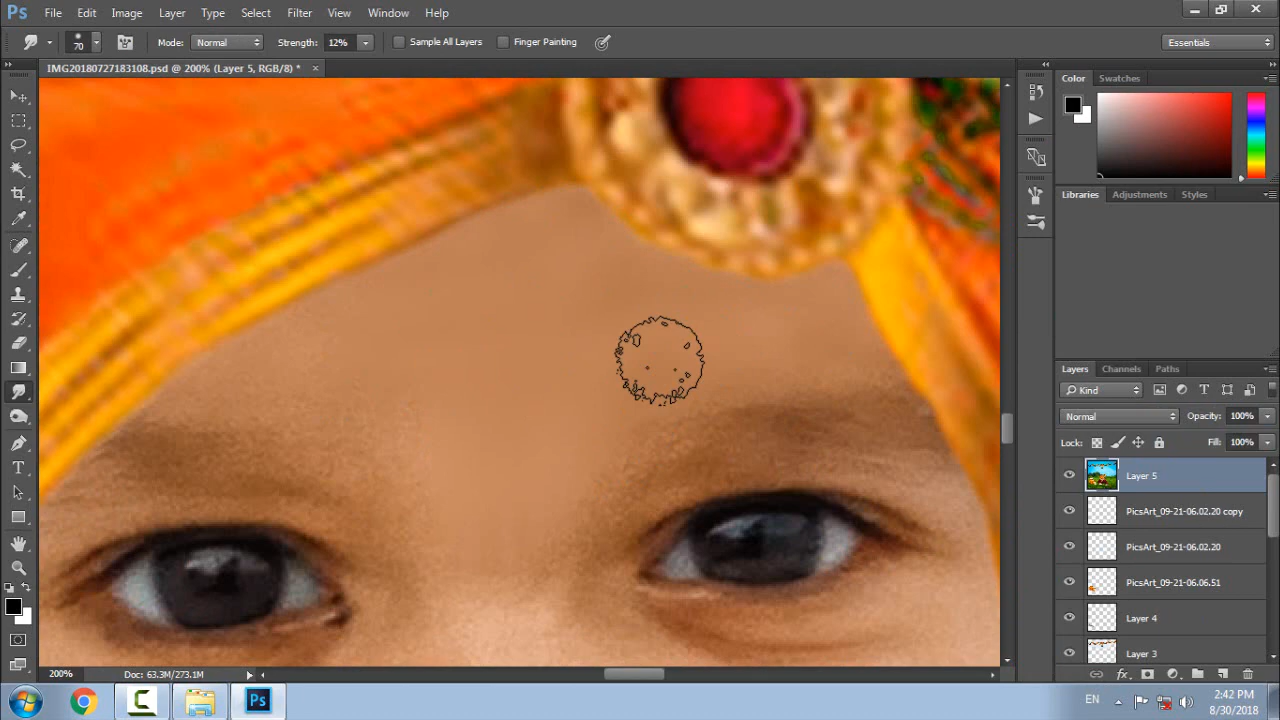 Ps File Edit Image Layer Type Select Filter View Window Help
70 Mode: Normal Strength: 12% Sample All Layers Finger Painting Essentials
IMG20180727183108.psd @ 200% (Layer 5, RGB/8) * ×
Color Swatches
Libraries Adjustments Styles
Layers Channels Paths
Kind
Normal Opacity: 100%
Lock: Fill: 100%
Layer 5
PicsArt_09-21-06.02.20 copy
PicsArt_09-21-06.02.20
PicsArt_09-21-06.06.51
Layer 4
Layer 3
200% Doc: 63.3M/273.1M
fx
C Ps EN 2:42 PM
8/30/2018